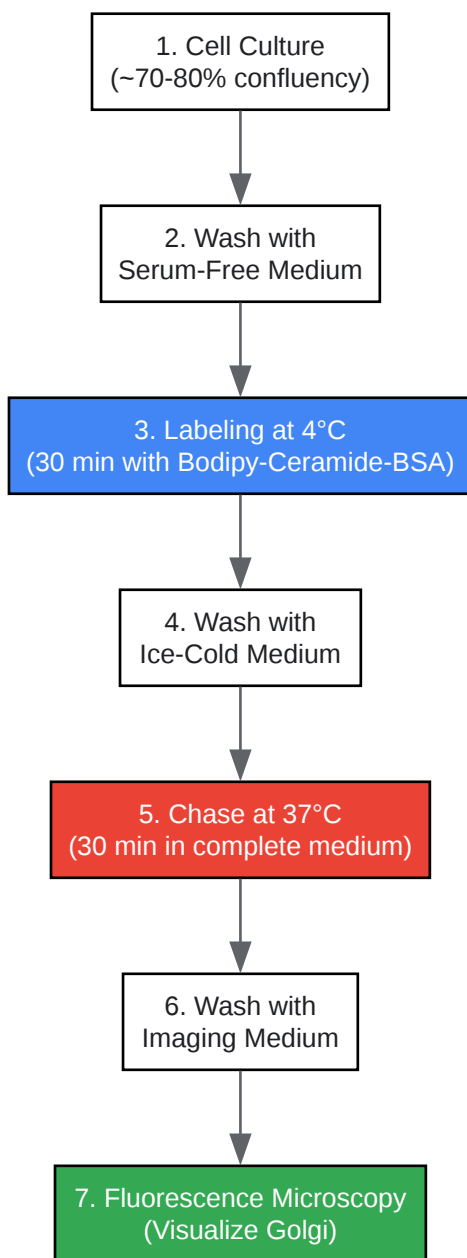 1. Cell Culture
(~70-80% confluency)
2. Wash with
Serum-Free Medium
3. Labeling at 4°C
(30 min with Bodipy-Ceramide-BSA)
4. Wash with
Ice-Cold Medium
5. Chase at 37°C
(30 min in complete medium)
6. Wash with
Imaging Medium
7. Fluorescence Microscopy
(Visualize Golgi)